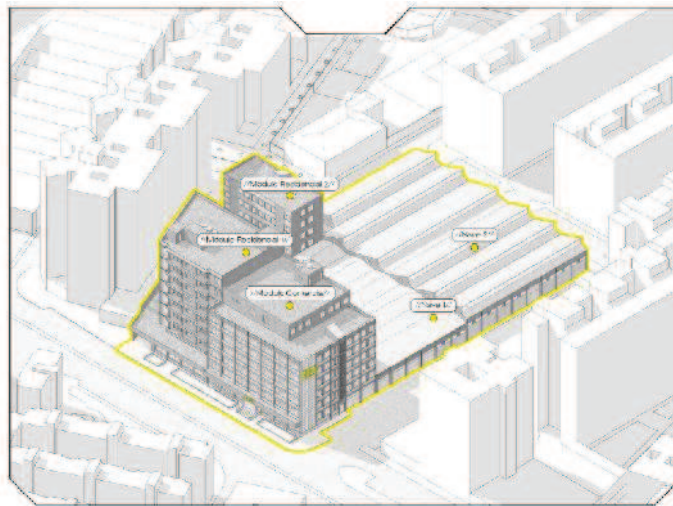 /*Modulo Residencial 2/*
/*Modulo Residencial 1/*
/*Nave 2/*
/*Modulo Comercial/*
/*Nave 1/*